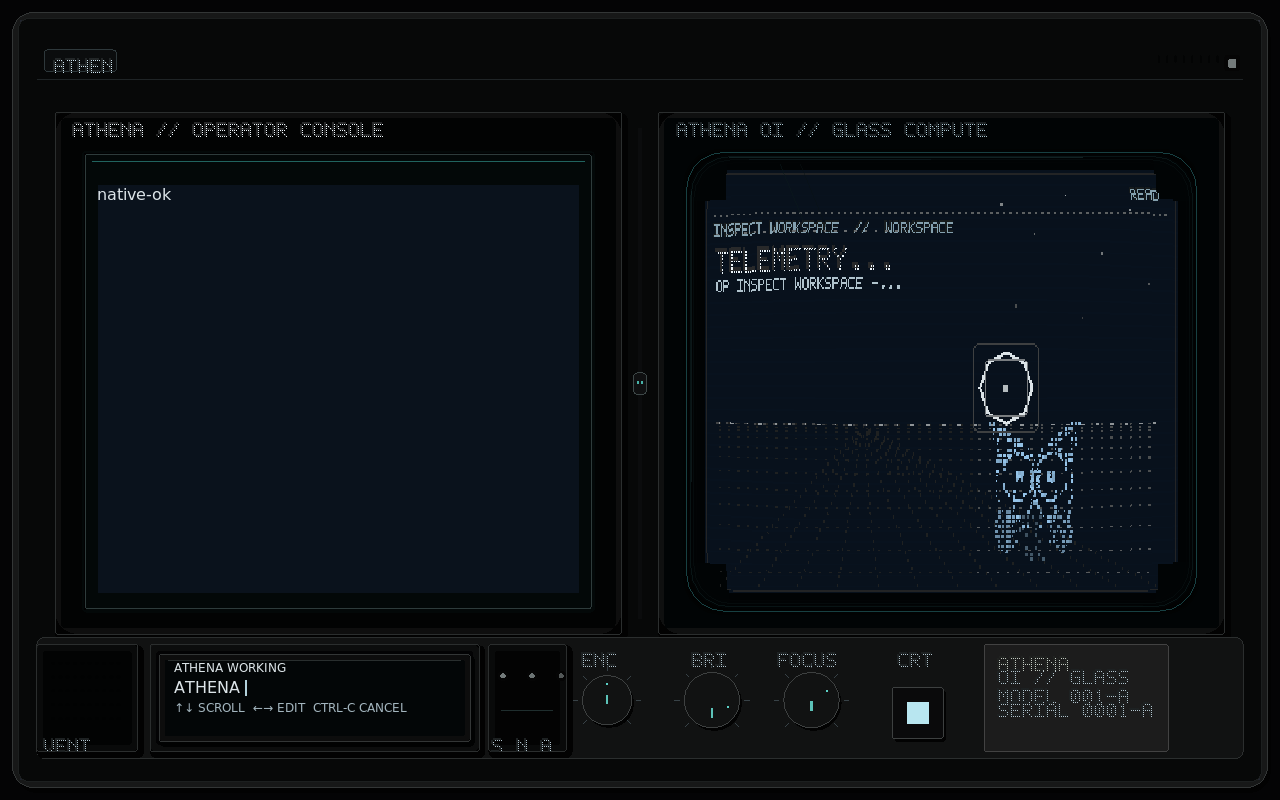 ATHEN
ATHENA // OPERATOR CONSOLE
native-ok
ATHENA OI // GLASS COMPUTE
READ
INSPECT WORKSPACE // WORKSPACE
TELEMETRY...
OP INSPECT WORKSPACE -...
VENT
ATHENA WORKING
ATHENA
↑↓ SCROLL ←→ EDIT CTRL-C CANCEL
S N A
ENC
BRI
FOCUS
CRT
ATHENA
OI // GLASS
MODEL 001-A
SERIAL 0001-A